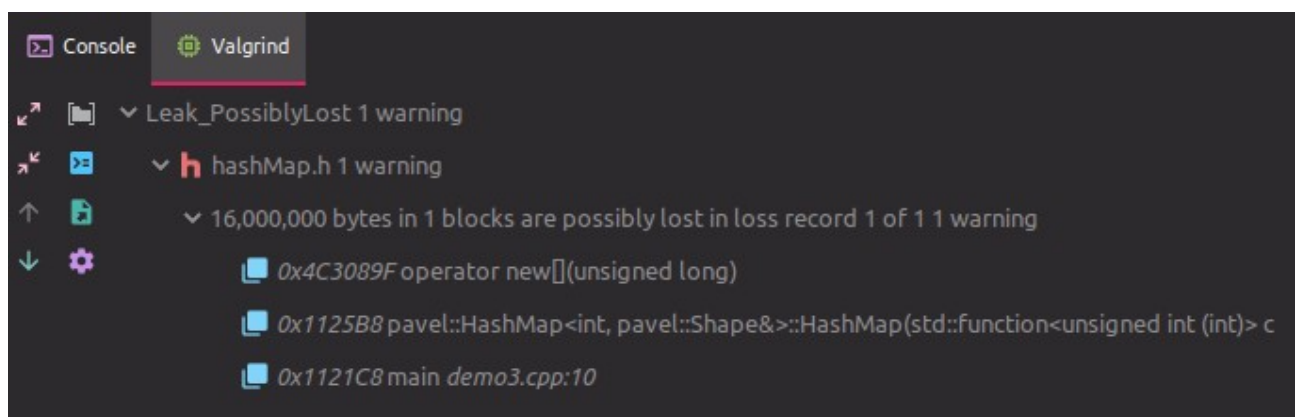 Console Valgrind
Leak_PossiblyLost 1 warning
h hashMap.h 1 warning
16,000,000 bytes in 1 blocks are possibly lost in loss record 1 of 1 1 warning
0x4C3089F operator new[](unsigned long)
0x1125B8 pavel::HashMap<int, pavel::Shape&>::HashMap(std::function<unsigned int (int)> c
0x1121C8 main demo3.cpp:10